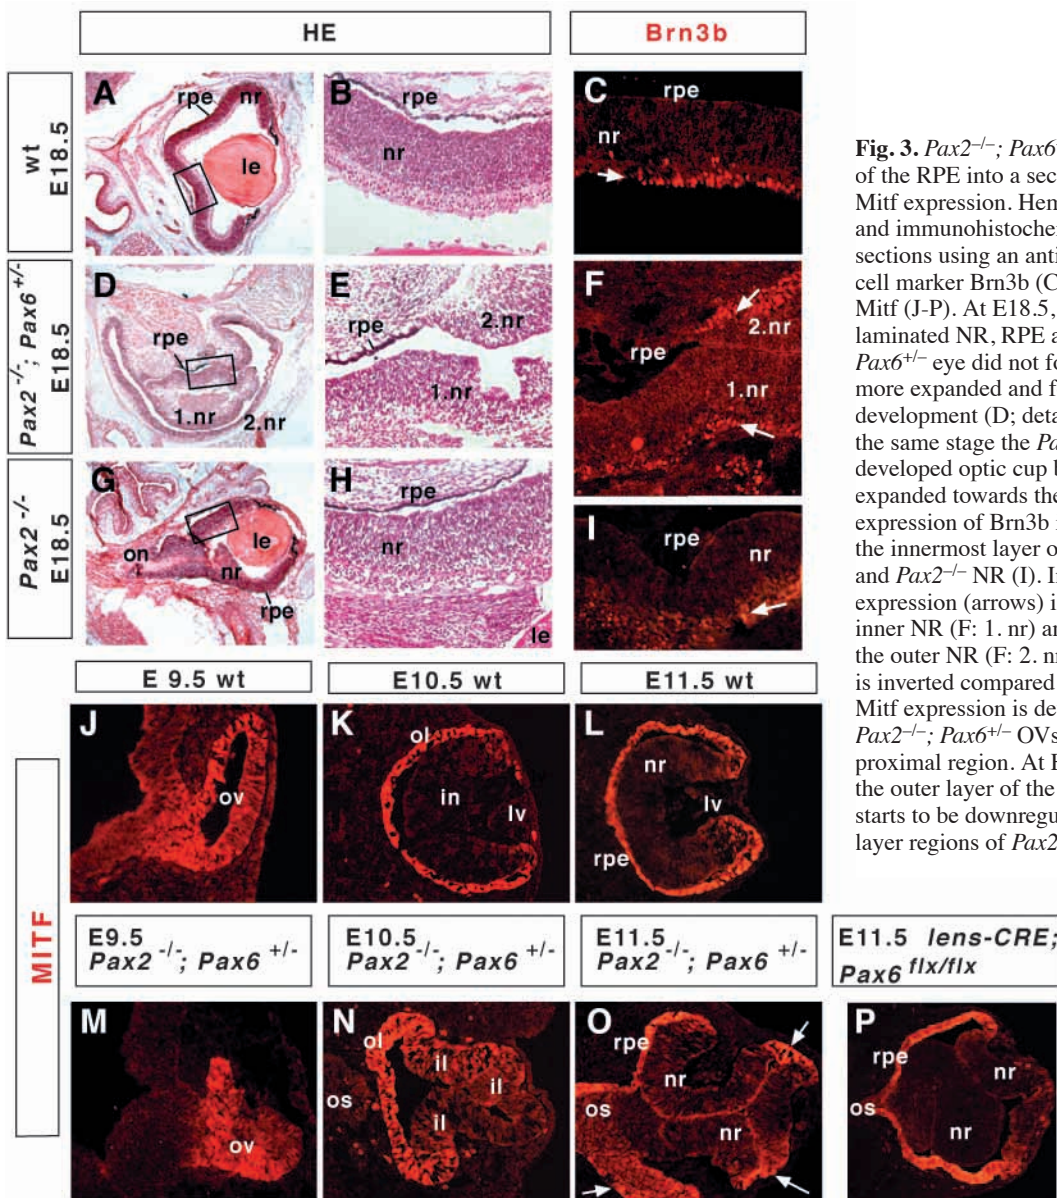 HE
Brn3b
wt
E18.5
A
rpe
nr
le
B
rpe
nr
C
rpe
nr
Pax2-/-; Pax6+/-
E18.5
D
rpe
1.nr
2.nr
E
rpe
2.nr
1.nr
F
2.nr
rpe
1.nr
Pax2-/-
E18.5
G
on
nr
le
rpe
H
rpe
nr
le
I
rpe
nr
E 9.5 wt
E10.5 wt
E11.5 wt
MITF
J
ov
K
ol
in
lv
L
nr
lv
rpe
E9.5
Pax2 -/-; Pax6 +/-
E10.5
Pax2 -/-; Pax6 +/-
E11.5
Pax2 -/-; Pax6 +/-
E11.5 lens-CRE;
Pax6 flx/flx
M
ov
N
ol
il
il
il
os
O
rpe
nr
os
nr
P
rpe
nr
os
nr
Fig. 3. Pax2–/–; Pax6
of the RPE into a sec
Mitf expression. Hem
and immunohistocher
sections using an anti
cell marker Brn3b (C
Mitf (J-P). At E18.5,
laminated NR, RPE a
Pax6+/– eye did not fo
more expanded and f
development (D; deta
the same stage the Pa
developed optic cup b
expanded towards the
expression of Brn3b i
the innermost layer o
and Pax2–/– NR (I). I
expression (arrows) i
inner NR (F: 1. nr) ar
the outer NR (F: 2. nr
is inverted compared
Mitf expression is de
Pax2–/–; Pax6+/– OVs
proximal region. At E
the outer layer of the
starts to be downregu
layer regions of Pax2